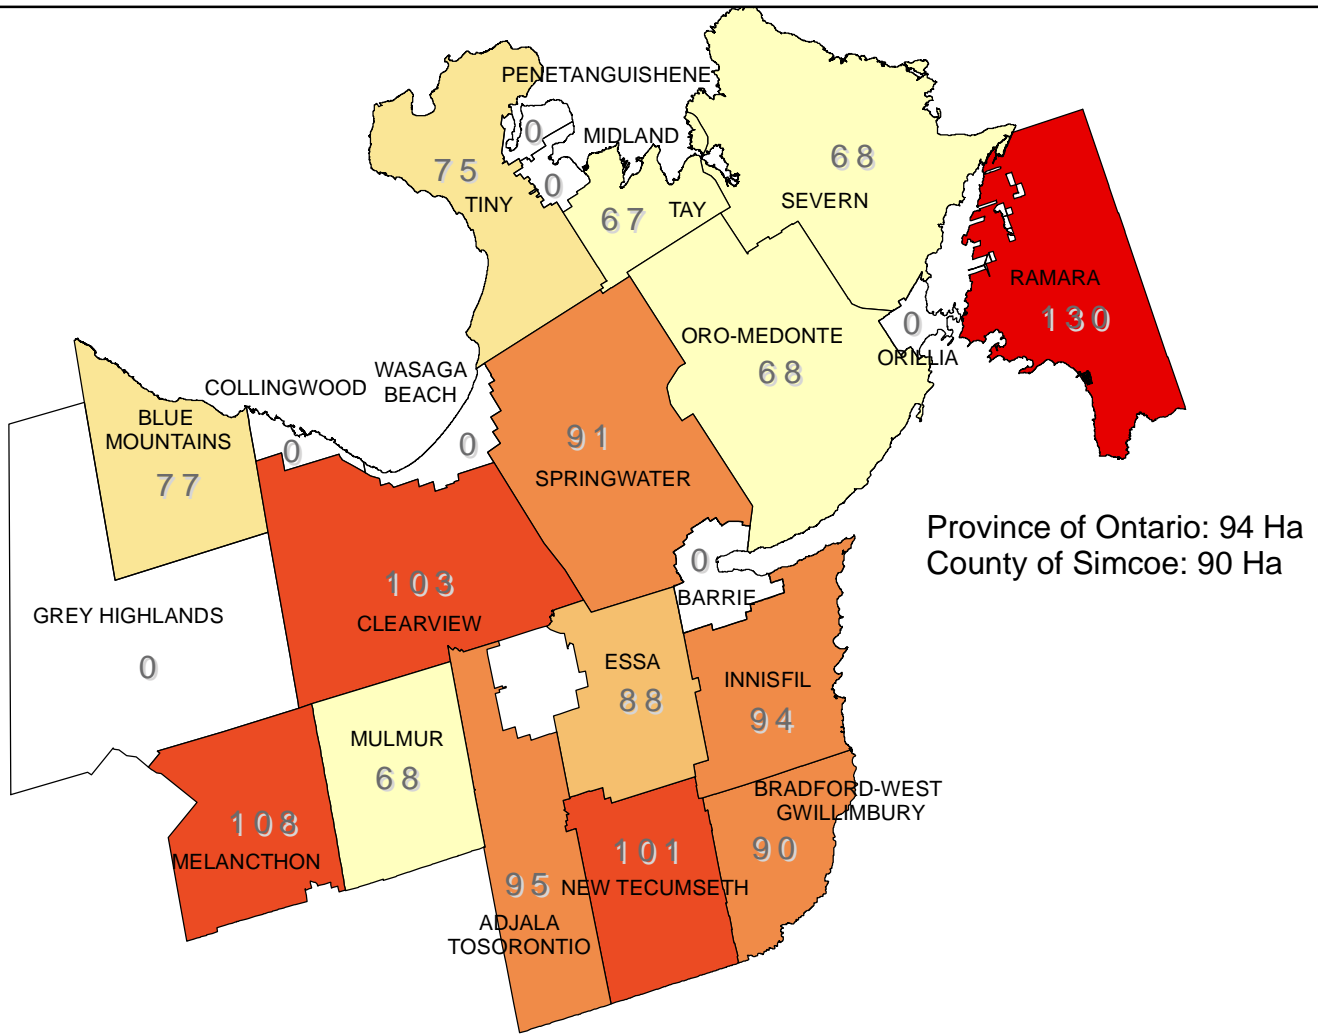 PENETANGUISHENE
0
MIDLAND
68
75
0
SEVERN
TINY
67
TAY
RAMARA
130
0
ORO-MEDONTE
ORILLIA
68
WASAGA
BEACH
COLLINGWOOD
BLUE
MOUNTAINS
0
0
91
77
SPRINGWATER
Province of Ontario: 94 Ha
County of Simcoe: 90 Ha
0
103
BARRIE
GREY HIGHLANDS
CLEARVIEW
0
ESSA
INNISFIL
88
94
MULMUR
68
BRADFORD-WEST
GWILLIMBURY
108
101
90
MELANCTHON
95
NEW TECUMSETH
ADJALA
TOSORONTIO